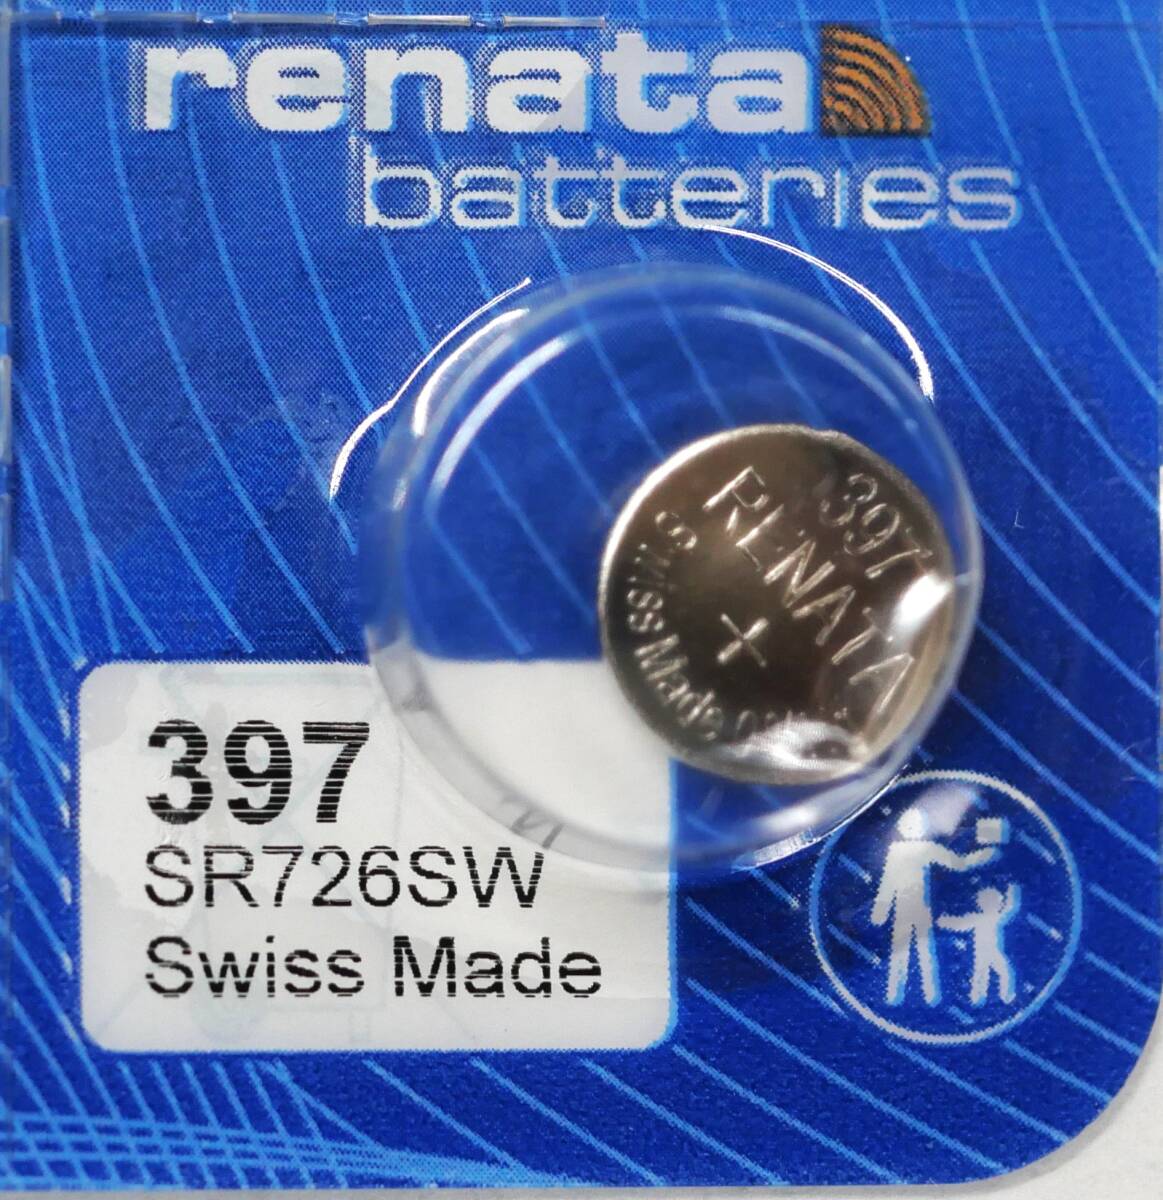 renata
batteries
397
RENATA
+
Swiss Made
397
SR726SW
Swiss Made